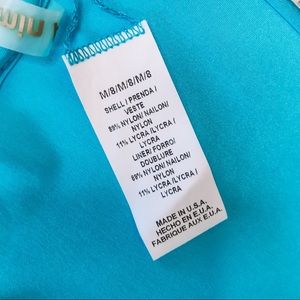 nim
M/8/M/8/M/8
SHELL / PRENDA /
VESTE
89% NYLON/ NAILON/
NYLON
11% LYCRA /LYCRA /
LYCRA
LINER/ FORRO/
DOUBLURE
89% NYLON/ NAILON/
NYLON
11% LYCRA /LYCRA /
LYCRA
MADE IN U.S.A.
HECHO EN E.U.A.
FABRIQUE AUX E.U.A.